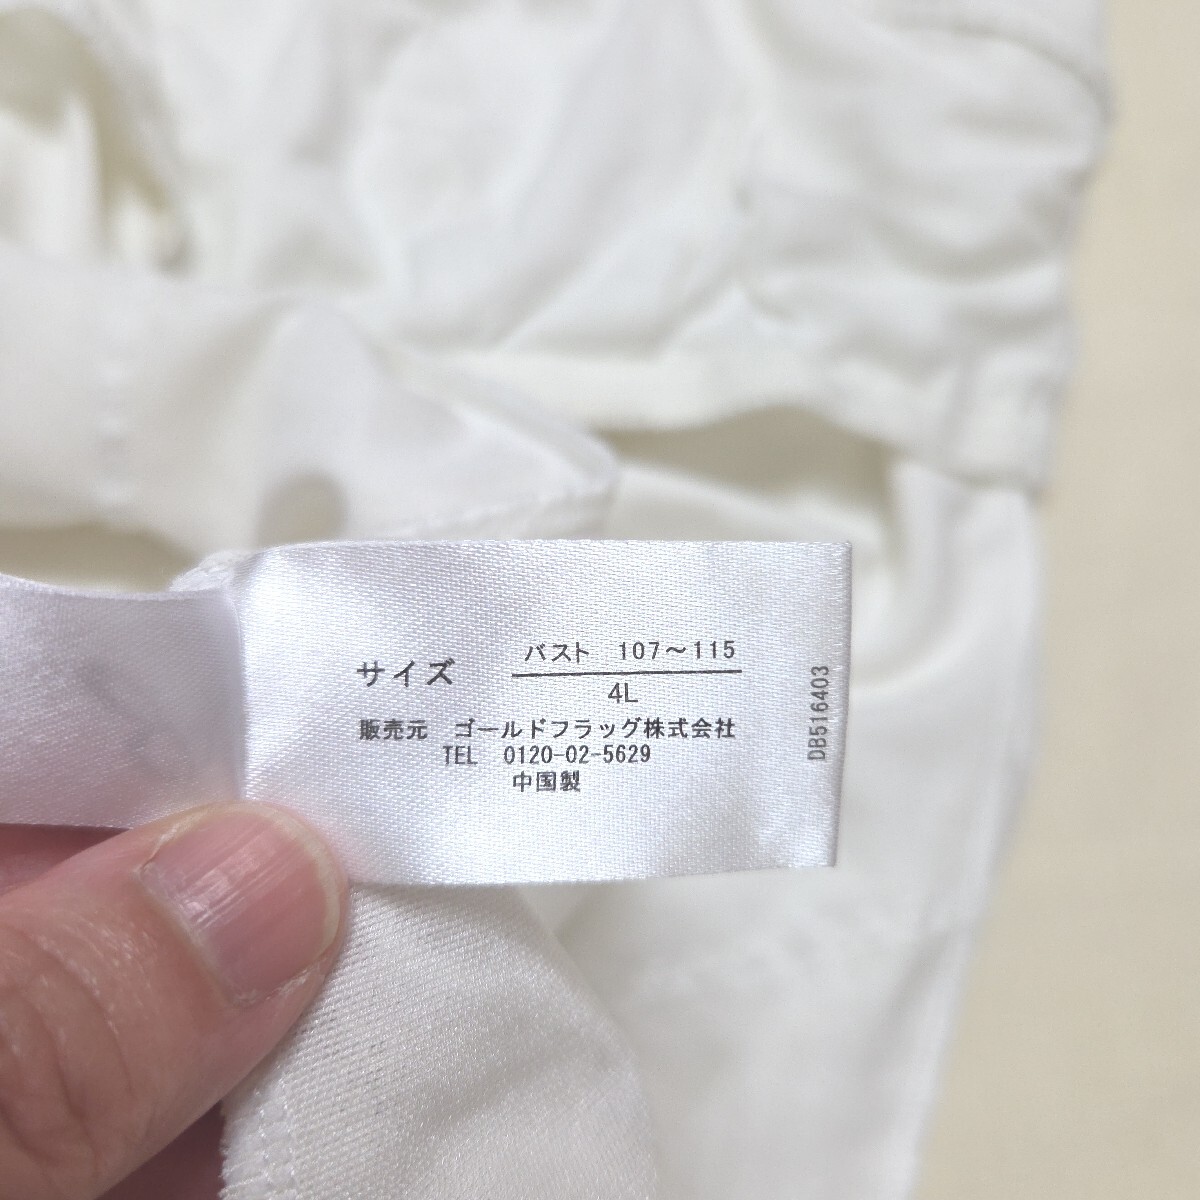 サイズ バスト 107～115
4L
販売元 ゴールドフラッグ株式会社
TEL 0120-02-5629
中国製
DB516403